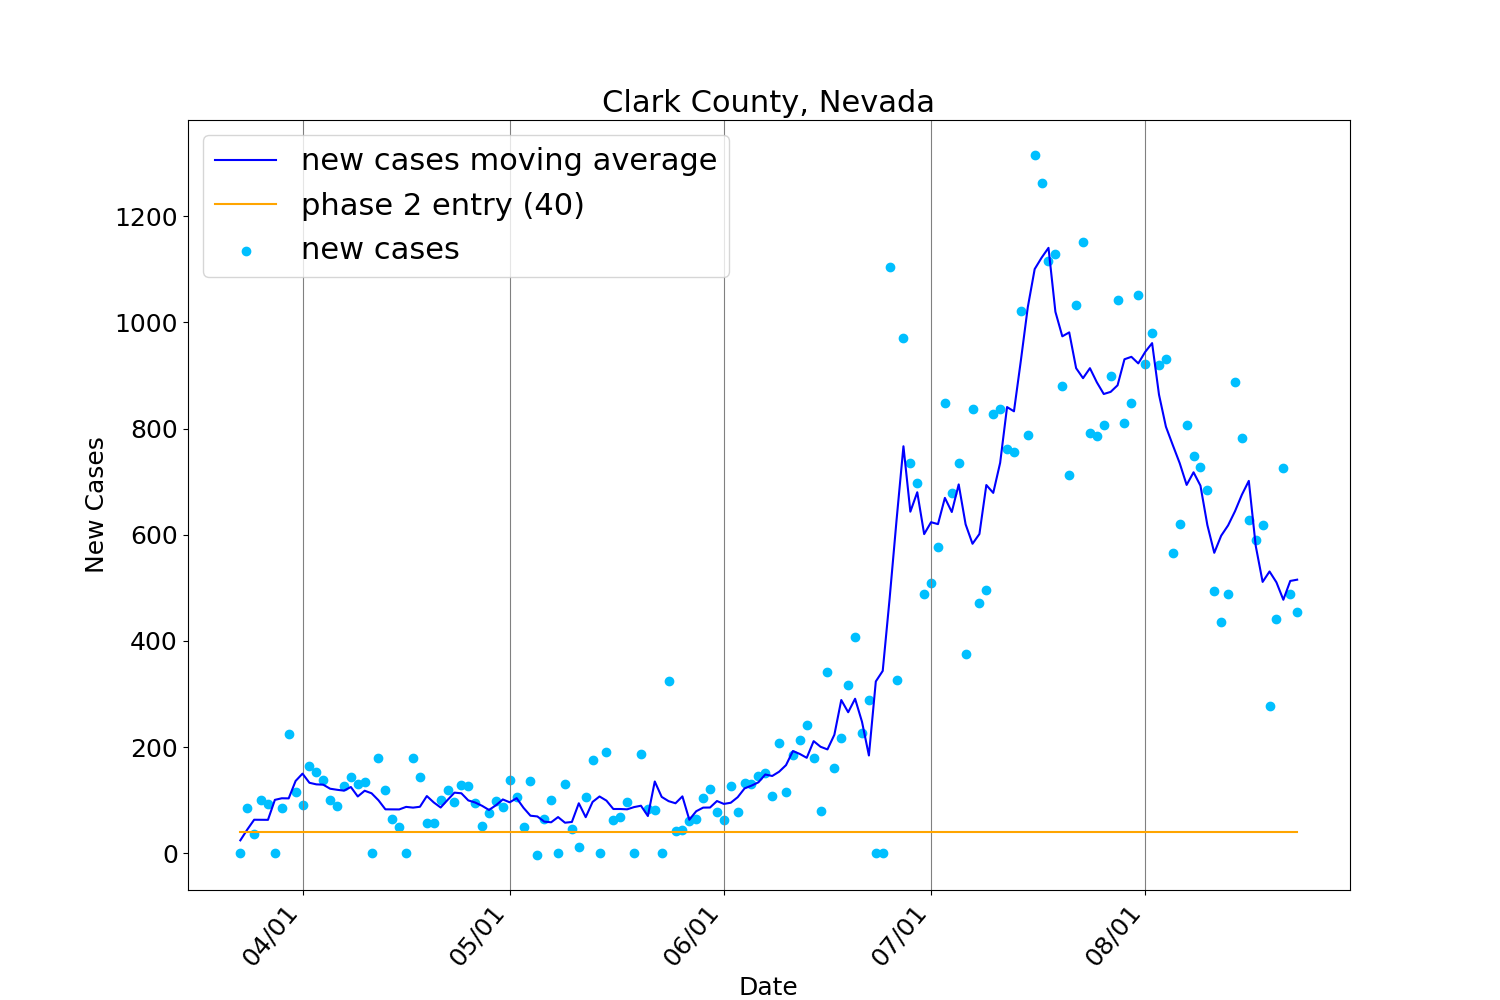 Clark County, Nevada
new cases moving average
phase 2 entry (40)
new cases
1200
1000
800
600
400
200
0
New Cases
04/01
05/01
06/01
07/01
08/01
Date